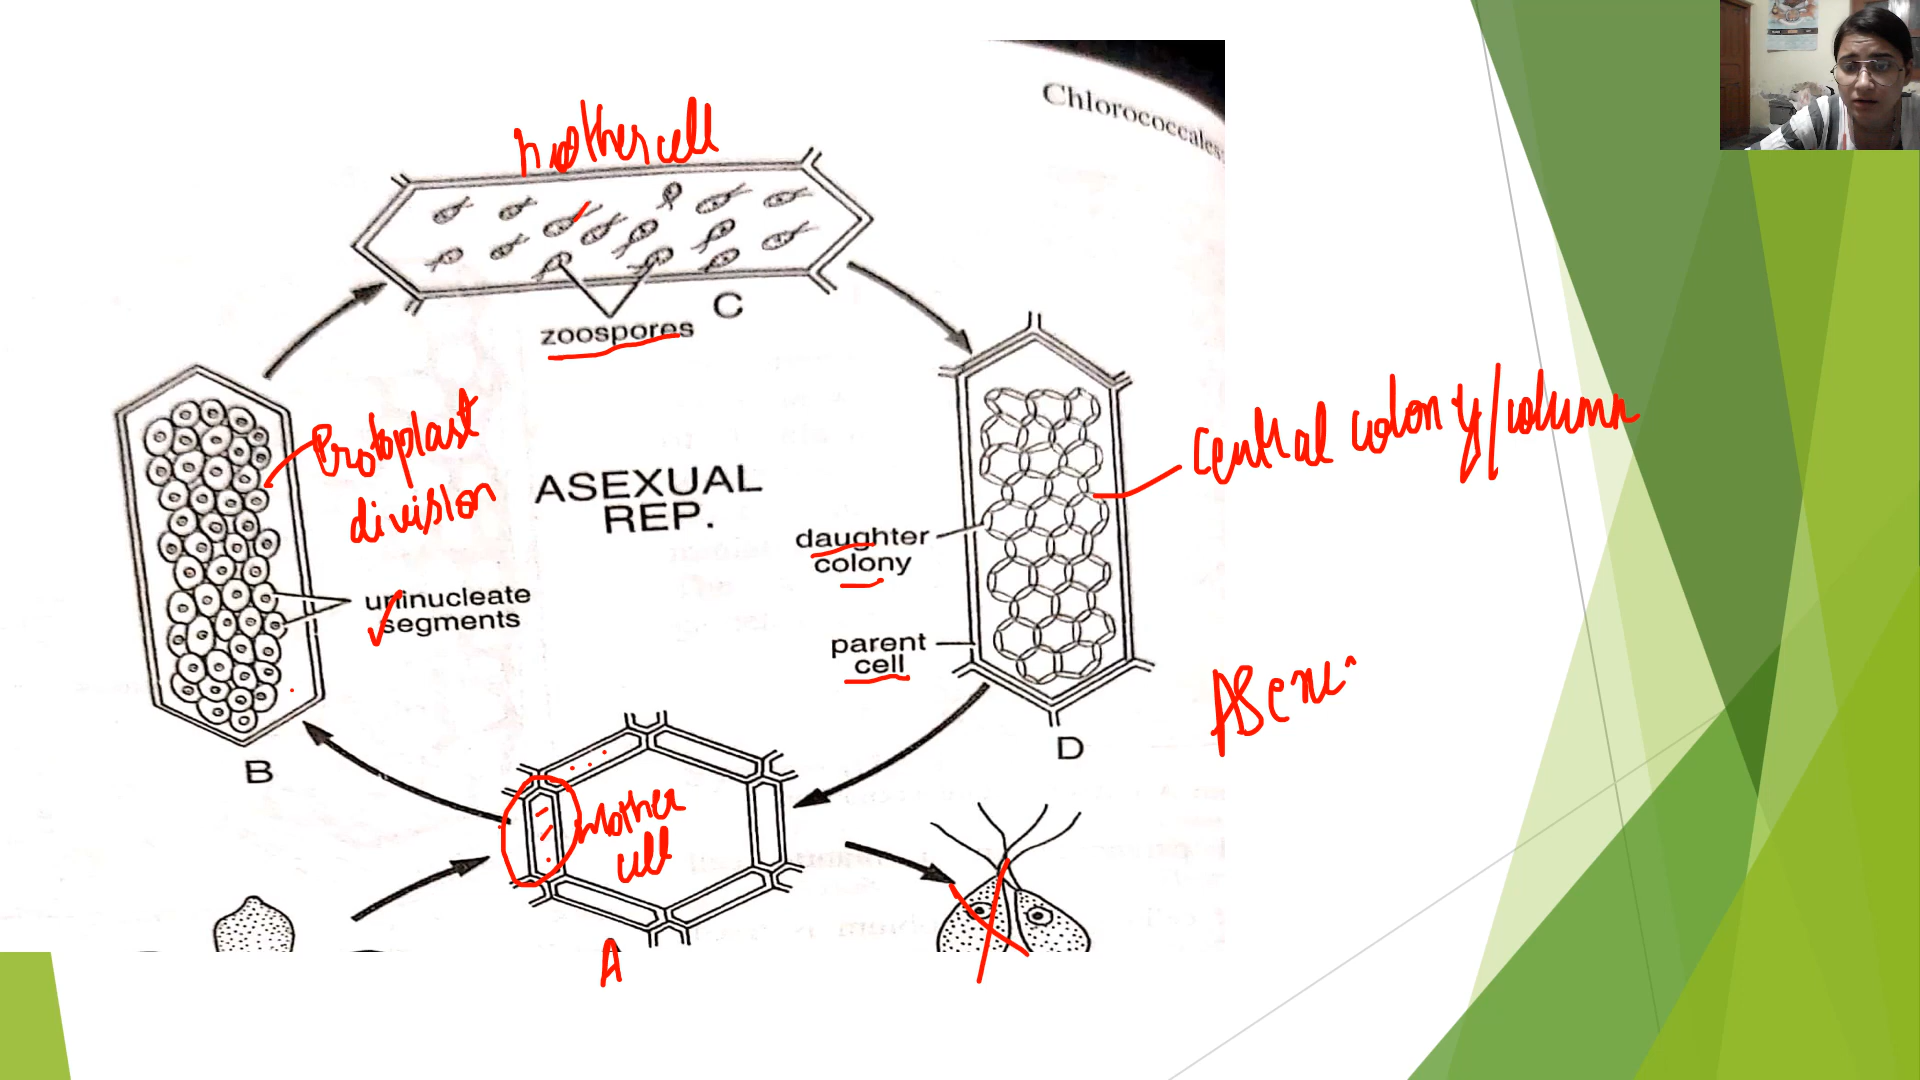 Chlorococcales
mother cell
C
zoospores
Protoplast
division
ASEXUAL
REP.
Central colony/column
daughter
colony
uninucleate
segments
parent
cell
Asexu
D
B
Mother
cell
A